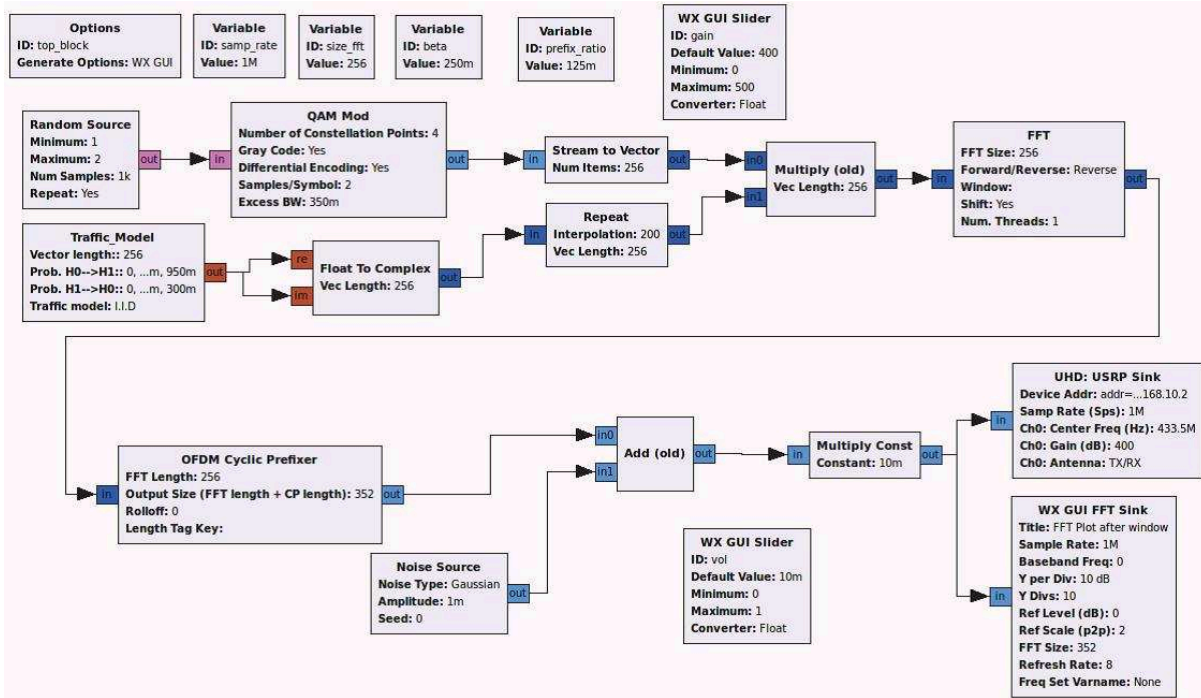 Options
ID: top_block
Generate Options: WX GUI
Variable
ID: samp_rate
Value: 1M
Variable
ID: size_fft
Value: 256
Variable
ID: beta
Value: 250m
Variable
ID: prefix_ratio
Value: 125m
WX GUI Slider
ID: gain
Default Value: 400
Minimum: 0
Maximum: 500
Converter: Float
Random Source
Minimum: 1
Maximum: 2
Num Samples: 1k
Repeat: Yes
out
in
QAM Mod
Number of Constellation Points: 4
Gray Code: Yes
Differential Encoding: Yes
Samples/Symbol: 2
Excess BW: 350m
out
in
Stream to Vector
Num Items: 256
out
in0
in1
Multiply (old)
Vec Length: 256
out
in
FFT
FFT Size: 256
Forward/Reverse: Reverse
Window:
Shift: Yes
Num. Threads: 1
out
Traffic_Model
Vector length:: 256
Prob. H0-->H1:: 0, ...m, 950m
Prob. H1-->H0:: 0, ...m, 300m
Traffic model: I.I.D
out
re
im
Float To Complex
Vec Length: 256
out
in
Repeat
Interpolation: 200
Vec Length: 256
out
in
OFDM Cyclic Prefixer
FFT Length: 256
Output Size (FFT length + CP length): 352
Rolloff: 0
Length Tag Key:
out
Noise Source
Noise Type: Gaussian
Amplitude: 1m
Seed: 0
out
in0
in1
Add (old)
out
in
Multiply Const
Constant: 10m
out
WX GUI Slider
ID: vol
Default Value: 10m
Minimum: 0
Maximum: 1
Converter: Float
in
UHD: USRP Sink
Device Addr: addr=...168.10.2
Samp Rate (Sps): 1M
Ch0: Center Freq (Hz): 433.5M
Ch0: Gain (dB): 400
Ch0: Antenna: TX/RX
in
WX GUI FFT Sink
Title: FFT Plot after window
Sample Rate: 1M
Baseband Freq: 0
Y per Div: 10 dB
Y Divs: 10
Ref Level (dB): 0
Ref Scale (p2p): 2
FFT Size: 352
Refresh Rate: 8
Freq Set Varname: None